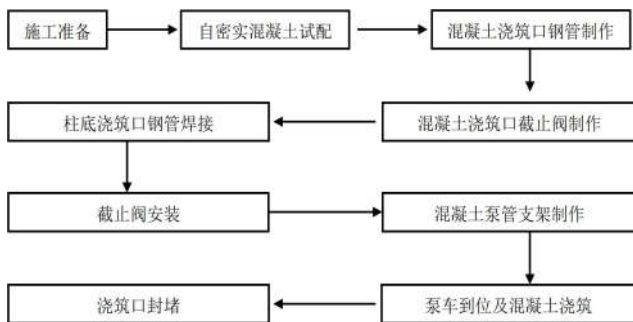 施工准备
自密实混凝土试配
混凝土浇筑口钢管制作
混凝土浇筑口截止阀制作
柱底浇筑口钢管焊接
截止阀安装
混凝土泵管支架制作
泵车到位及混凝土浇筑
浇筑口封堵